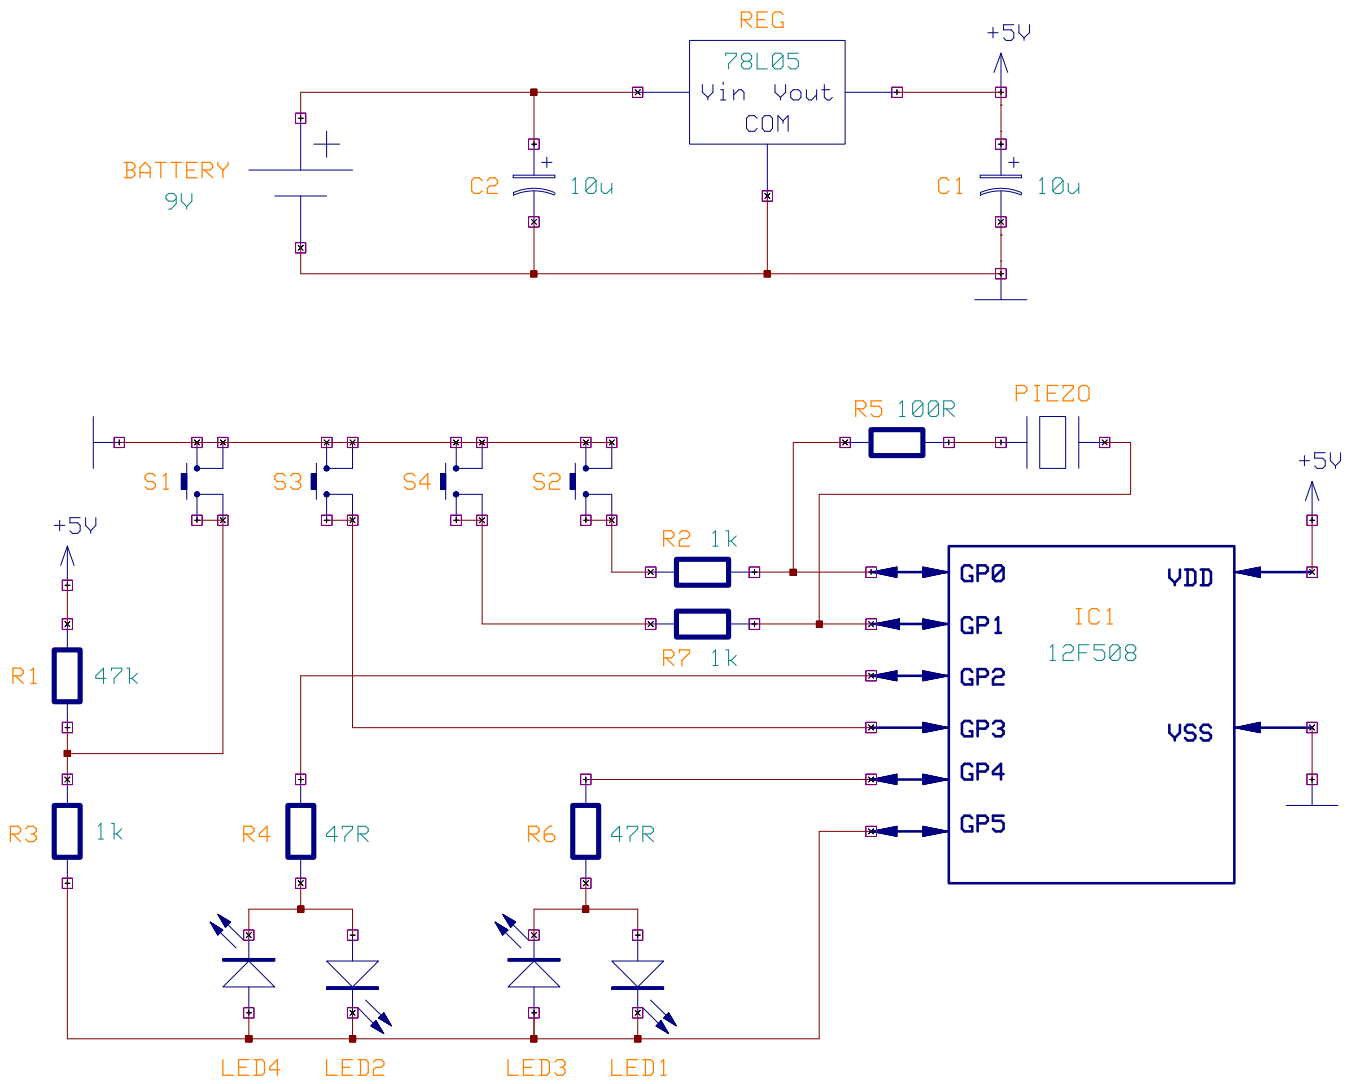 REG
+5V
78L05
Vin Vout
COM
+
BATTERY
9V
+
C2 10u
+
C1 10u
R5 100R
PIEZO
S1
S3
S4
S2
+5V
+5V
R2 1k
R7 1k
GP0
GP1
GP2
GP3
GP4
GP5
VDD
VSS
IC1
12F508
R1 47k
R3 1k
R4 47R
R6 47R
LED4 LED2 LED3 LED1